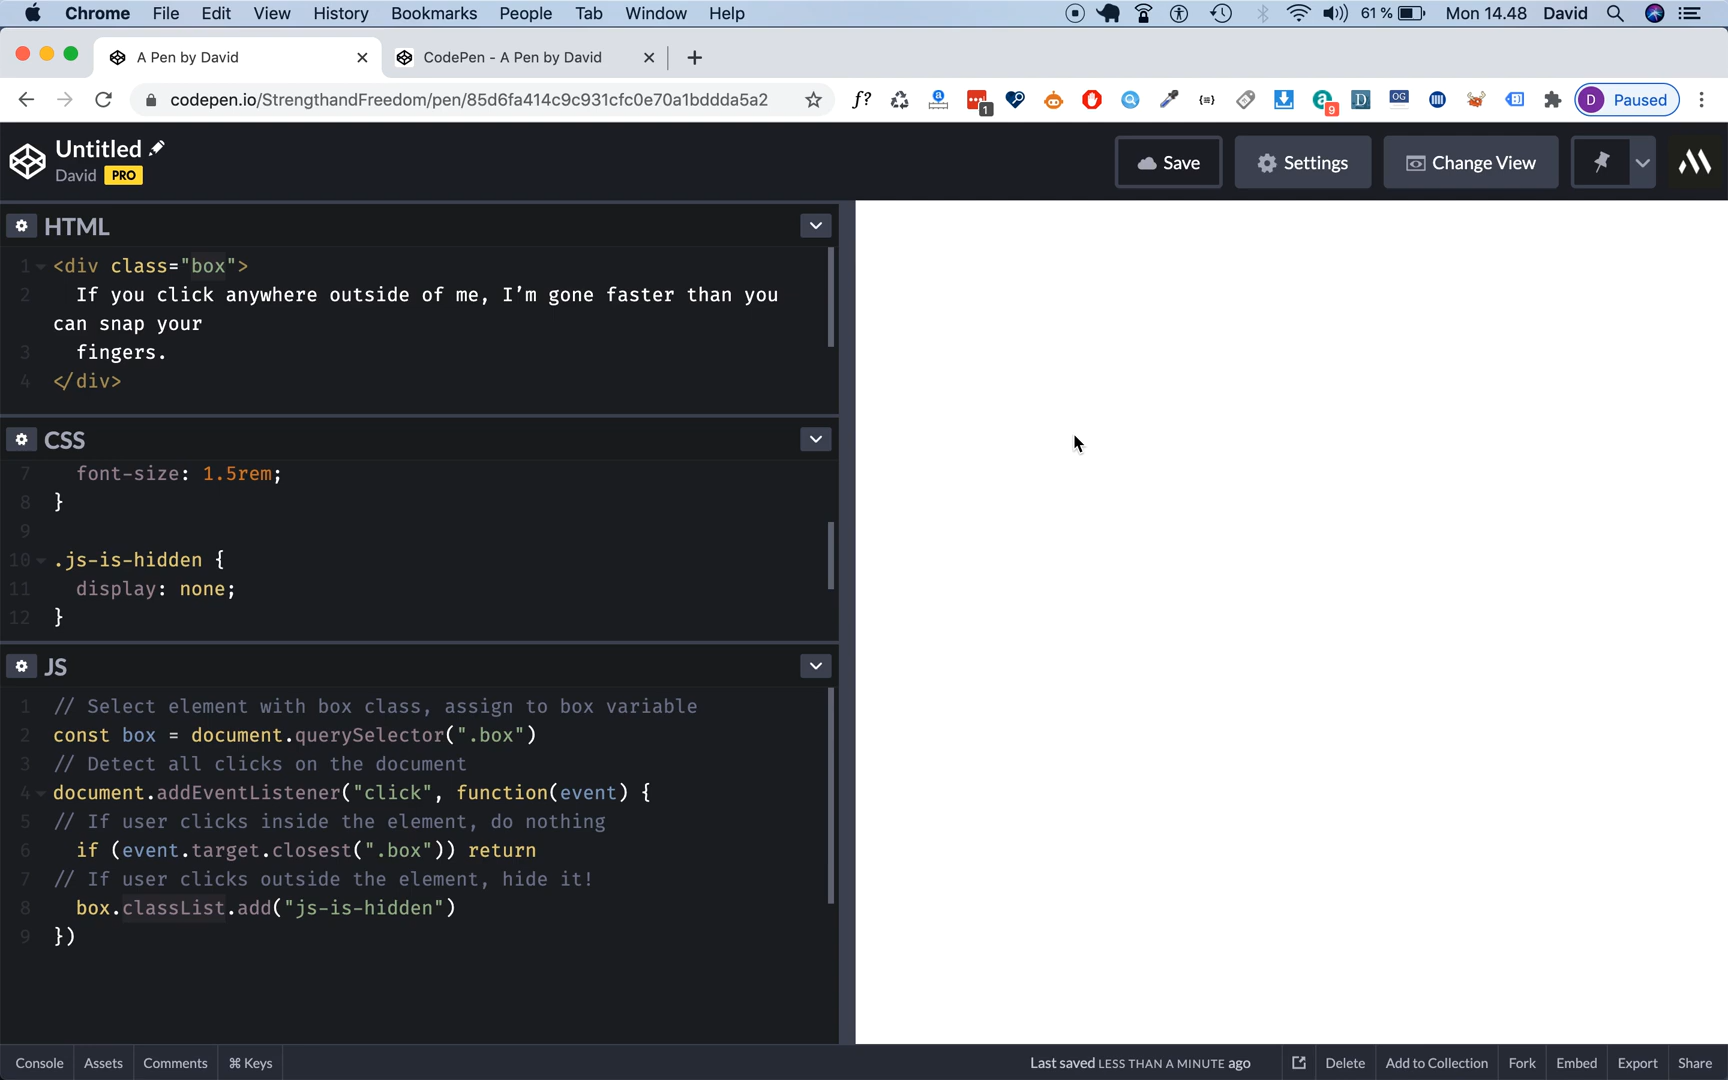 Chrome File Edit View History Bookmarks People Tab Window Help 61 % Mon 14.48 David
A Pen by David CodePen - A Pen by David
codepen.io/StrengthandFreedom/pen/85d6fa414c9c931cfc0e70a1bddda5a2 f? 1 a 9 D OG D Paused
Untitled
David PRO
Save Settings Change View
HTML
1 <div class="box">
2 If you click anywhere outside of me, I’m gone faster than you
can snap your
3 fingers.
4 </div>
CSS
7 font-size: 1.5rem;
8 }
9
10 .js-is-hidden {
11 display: none;
12 }
JS
1 // Select element with box class, assign to box variable
2 const box = document.querySelector(".box")
3 // Detect all clicks on the document
4 document.addEventListener("click", function(event) {
5 // If user clicks inside the element, do nothing
6 if (event.target.closest(".box")) return
7 // If user clicks outside the element, hide it!
8 box.classList.add("js-is-hidden")
9 })
Console Assets Comments ⌘ Keys Last saved LESS THAN A MINUTE ago Delete Add to Collection Fork Embed Export Share